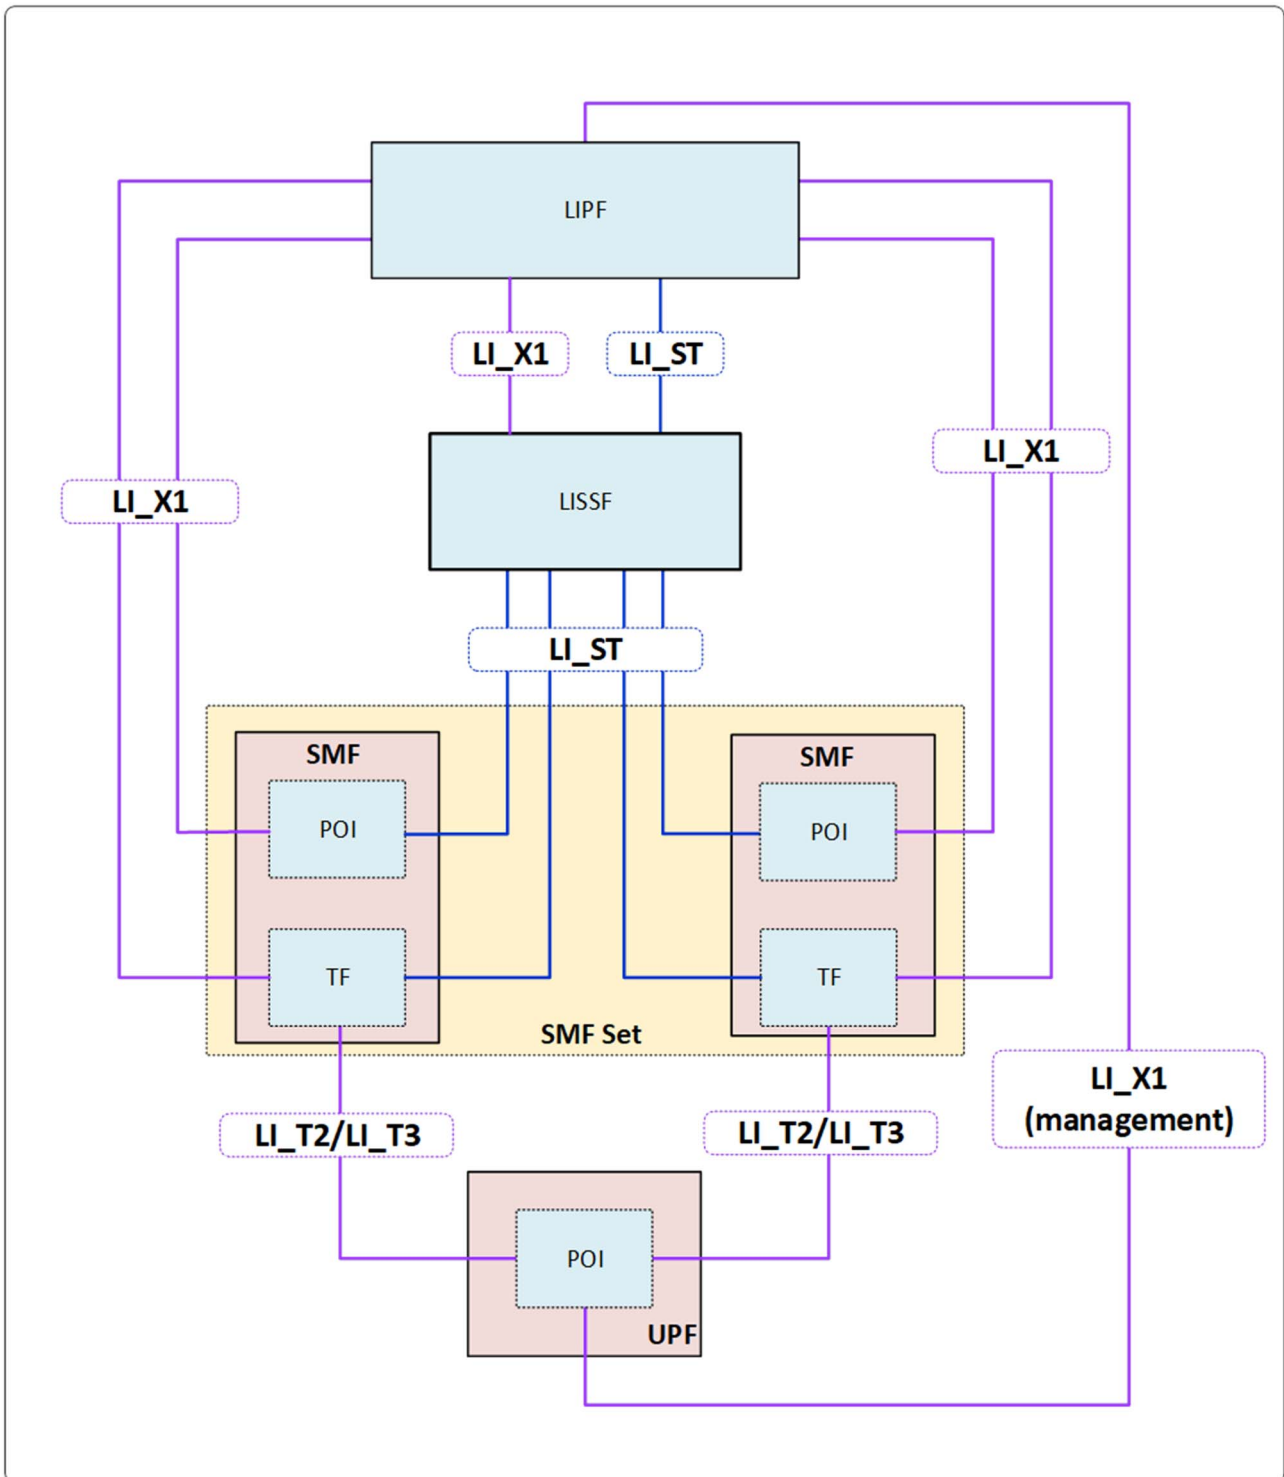 LIPF
LI_X1
LI_ST
LI_X1
LISSF
LI_X1
LI_ST
SMF
SMF
POI
POI
TF
TF
SMF Set
LI_X1
(management)
LI_T2/LI_T3
LI_T2/LI_T3
POI
UPF